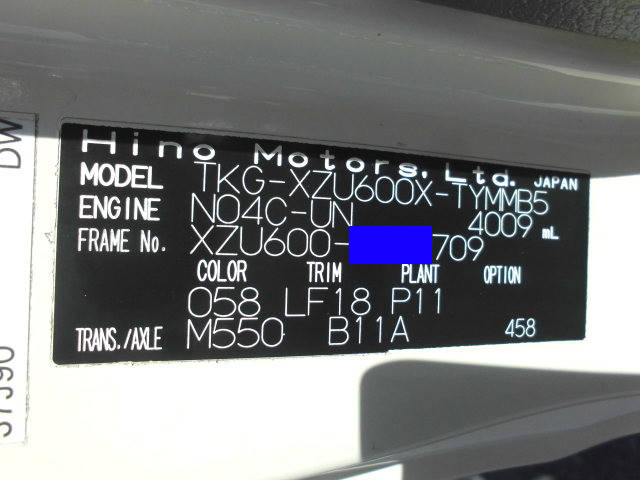 Hino Motors, Ltd. JAPAN
MODEL TKG-XZU600X-TYMMB5
ENGINE N04C-UN 4009 mL
FRAME No. XZU600- 709
COLOR TRIM PLANT OPTION
058 LF18 P11
TRANS./AXLE M550 B11A 458
DW